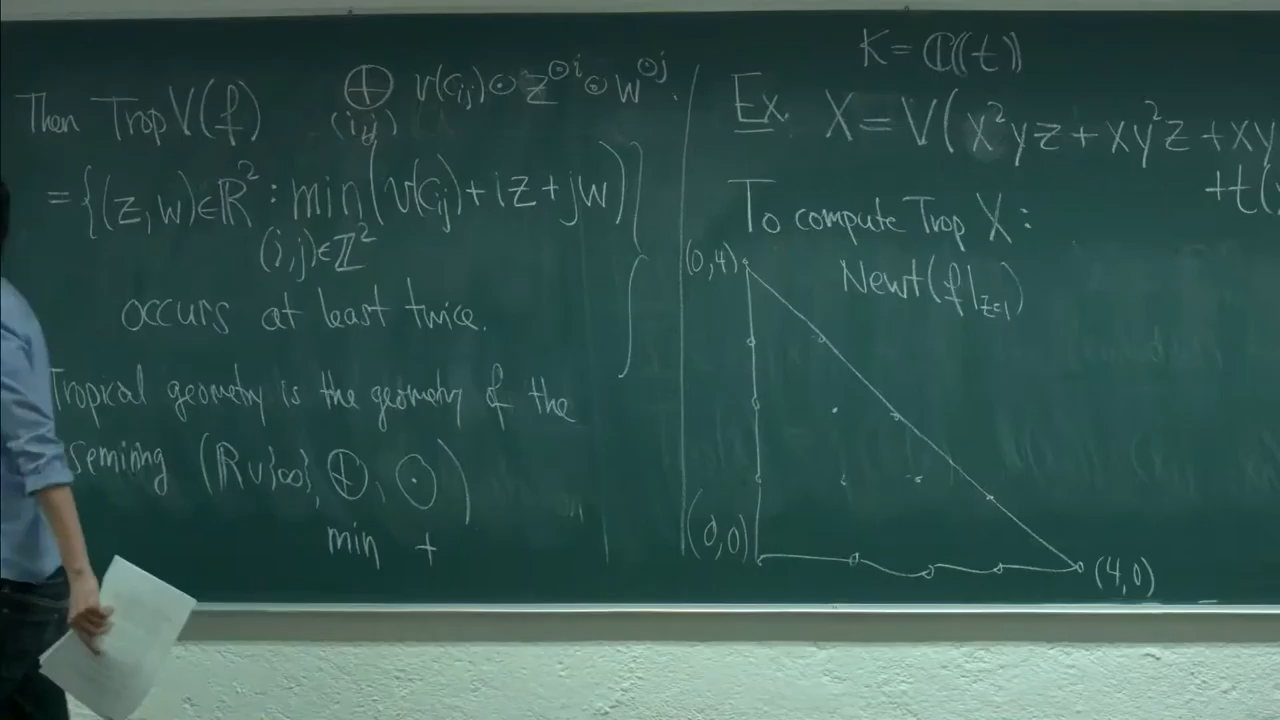 Then Trop V(f) ⊕ v(c_ij) ⊙ z^⊙i ⊙ w^⊙j.
(i,j)
= { (z,w) ∈ ℝ² : min ( v(c_ij) + iz + jw )
(i,j) ∈ ℤ²
occurs at least twice. }
Tropical geometry is the geometry of the
semiring (ℝ∪{∞}, ⊕, ⊙)
min +
K = ℂ((t))
Ex. X = V( x²yz + xy²z + xy
+t(
To compute Trop X:
(0,4) Newt(f|_z=1)
(0,0) (4,0)